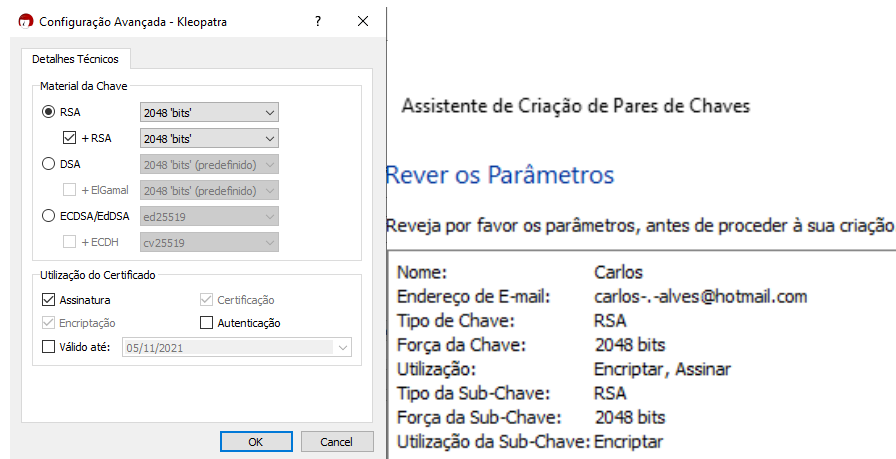 Configuração Avançada - Kleopatra
Detalhes Técnicos
Material da Chave
RSA 2048 'bits'
+ RSA 2048 'bits'
DSA 2048 'bits' (predefinido)
+ ElGamal 2048 'bits' (predefinido)
ECDSA/EdDSA ed25519
+ ECDH cv25519
Utilização do Certificado
Assinatura Certificação
Encriptação Autenticação
Válido até: 05/11/2021
OK Cancel
Assistente de Criação de Pares de Chaves
Rever os Parâmetros
Reveja por favor os parâmetros, antes de proceder à sua criação
Nome: Carlos
Endereço de E-mail: carlos-.-alves@hotmail.com
Tipo de Chave: RSA
Força da Chave: 2048 bits
Utilização: Encriptar, Assinar
Tipo da Sub-Chave: RSA
Força da Sub-Chave: 2048 bits
Utilização da Sub-Chave: Encriptar